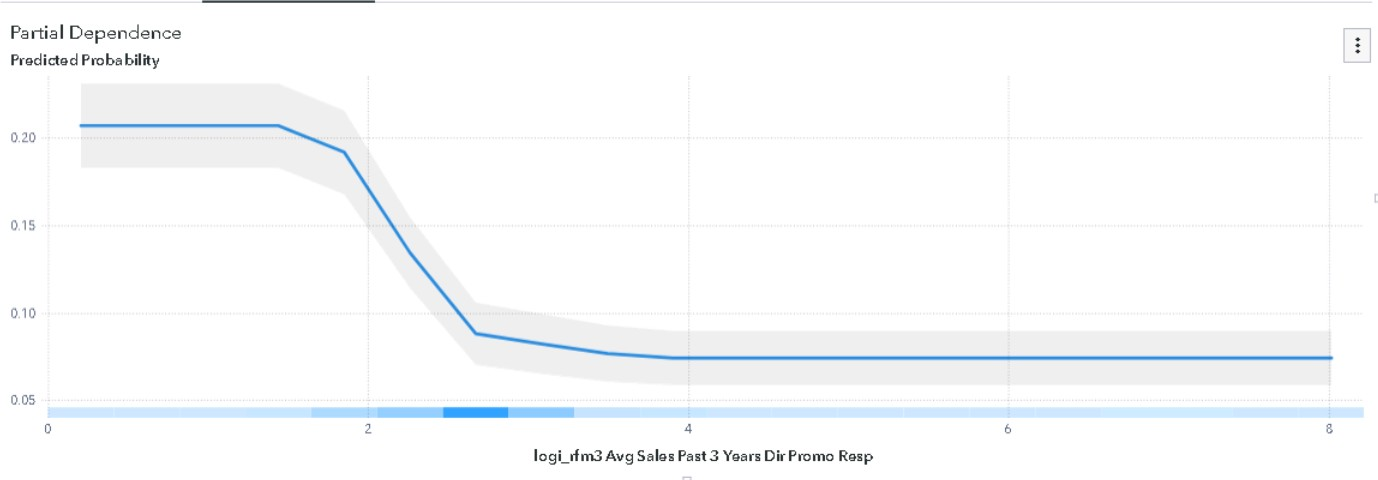 Partial Dependence
Predicted Probability
0.20
0.15
0.10
0.05
0 2 4 6 8
logi_rfm3 Avg Sales Past 3 Years Dir Promo Resp